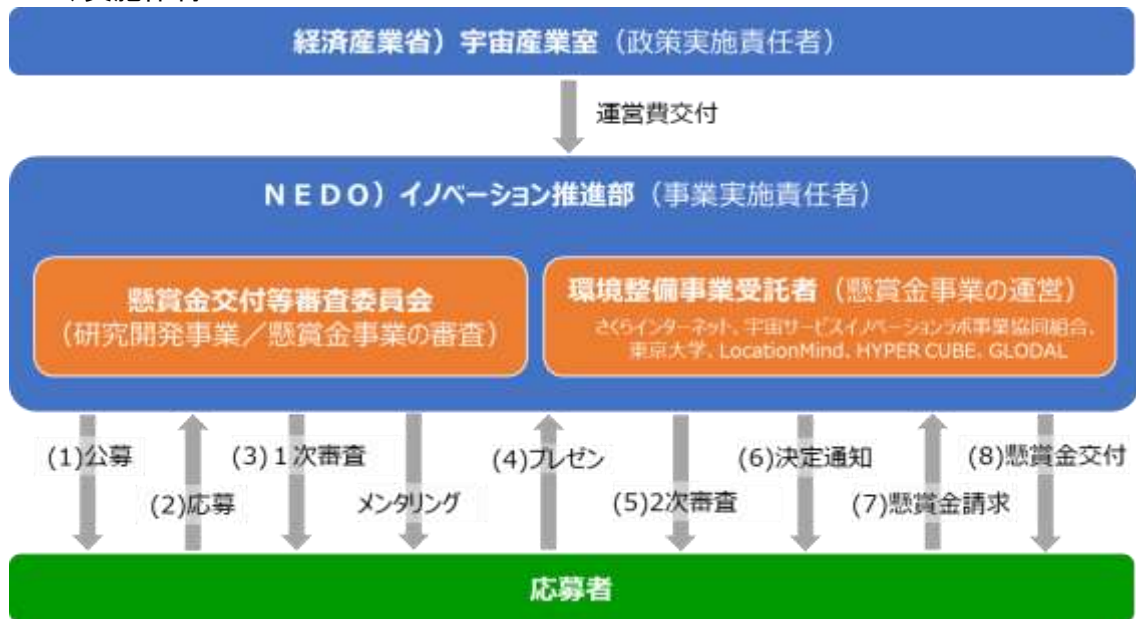 経済産業省）宇宙産業室（政策実施責任者）
運営費交付
ＮＥＤＯ）イノベーション推進部（事業実施責任者）
懸賞金交付等審査委員会
（研究開発事業／懸賞金事業の審査）
環境整備事業受託者（懸賞金事業の運営）
さくらインターネット、宇宙サービスイノベーションラボ事業協同組合、
東京大学、LocationMind、HYPER CUBE、GLODAL
(1)公募
(2)応募
(3)１次審査
メンタリング
(4)プレゼン
(5)2次審査
(6)決定通知
(7)懸賞金請求
(8)懸賞金交付
応募者